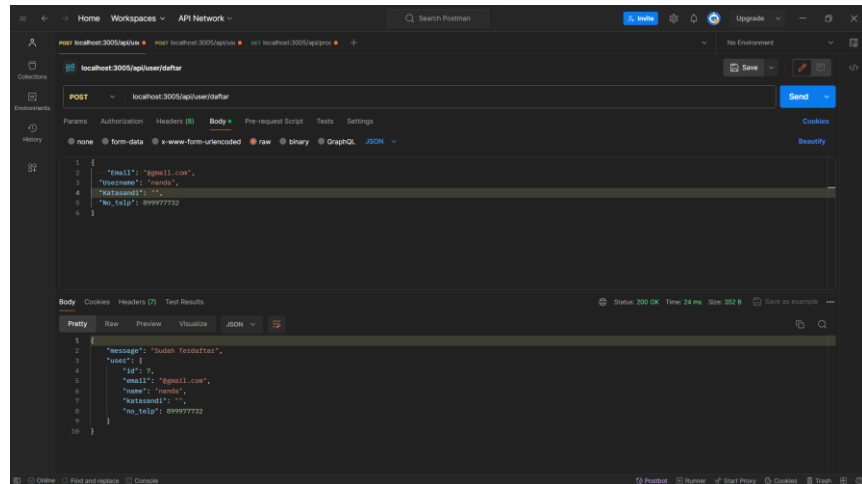 Home Workspaces API Network Search Postman Invite Upgrade
POST localhost:3005/api/use POST localhost:3005/api/use GET localhost:3005/api/proc No Environment
localhost:3005/api/user/daftar Save
POST localhost:3005/api/user/daftar Send
Params Authorization Headers (8) Body Pre-request Script Tests Settings Cookies
none form-data x-www-form-urlencoded raw binary GraphQL JSON Beautify
Collections
Environments
History
1 {
2 "Email": "@gmail.com",
3 "Username": "nanda",
4 "Katasandi": "",
5 "No_telp": 899977732
6 }
Body Cookies Headers (7) Test Results Status: 200 OK Time: 24 ms Size: 352 B Save as example
Pretty Raw Preview Visualize JSON
1 {
2 "message": "Sudah Terdaftar",
3 "user": {
4 "id": 7,
5 "email": "@gmail.com",
6 "name": "nanda",
7 "katasandi": "",
8 "no_telp": 899977732
9 }
10 }
Online Find and replace Console Postbot Runner Start Proxy Cookies Trash